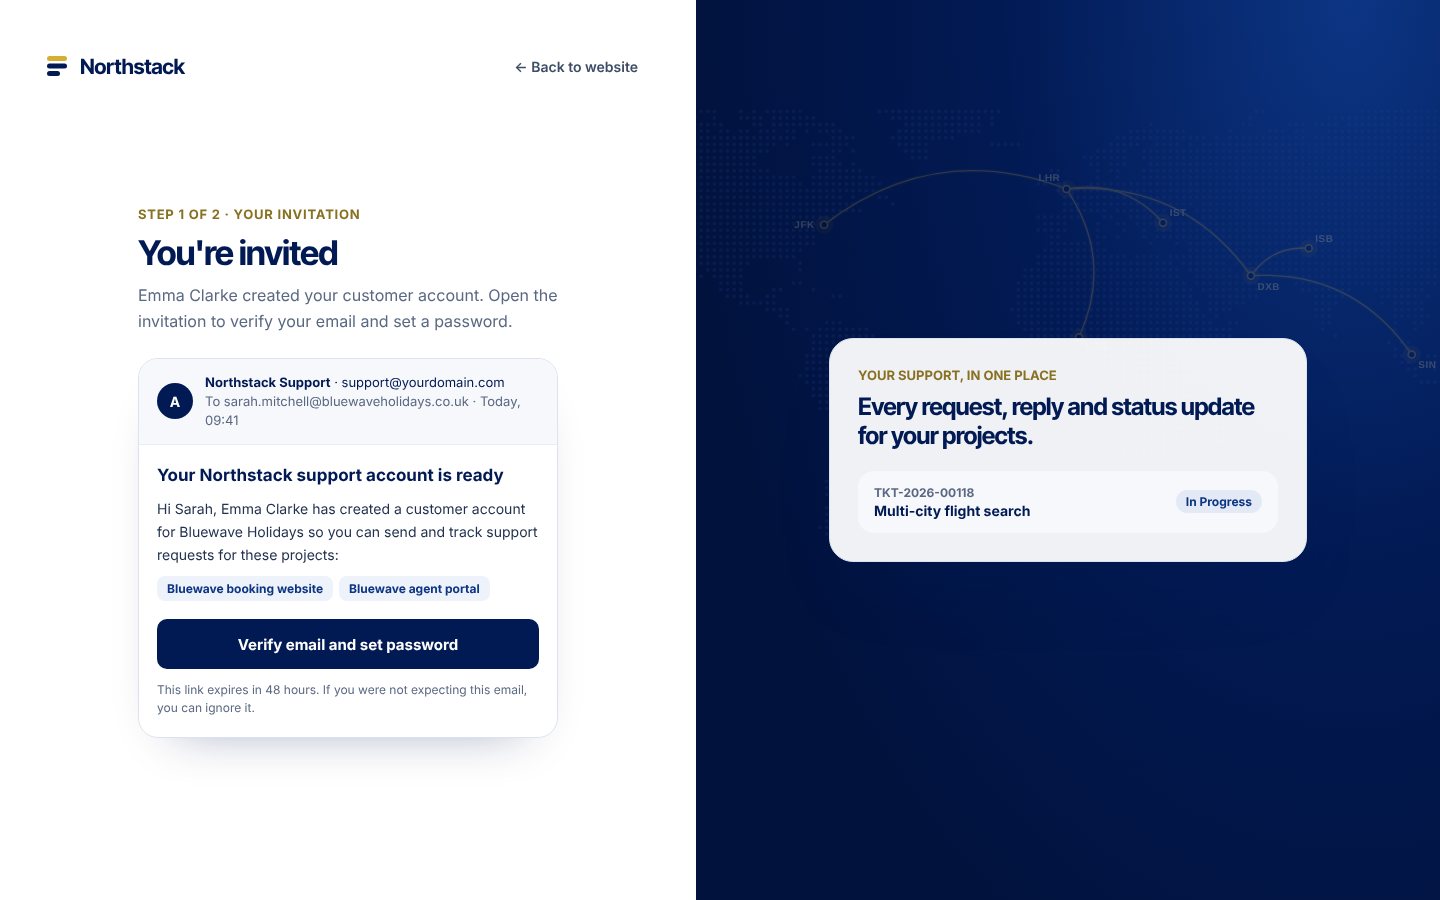 Northstack
← Back to website
STEP 1 OF 2 · YOUR INVITATION
You're invited
Emma Clarke created your customer account. Open the
invitation to verify your email and set a password.
A
Northstack Support · support@yourdomain.com
To sarah.mitchell@bluewaveholidays.co.uk · Today,
09:41
Your Northstack support account is ready
Hi Sarah, Emma Clarke has created a customer account
for Bluewave Holidays so you can send and track support
requests for these projects:
Bluewave booking website
Bluewave agent portal
Verify email and set password
This link expires in 48 hours. If you were not expecting this email,
you can ignore it.
LHR
JFK
IST
ISB
DXB
SIN
YOUR SUPPORT, IN ONE PLACE
Every request, reply and status update
for your projects.
TKT-2026-00118
Multi-city flight search
In Progress